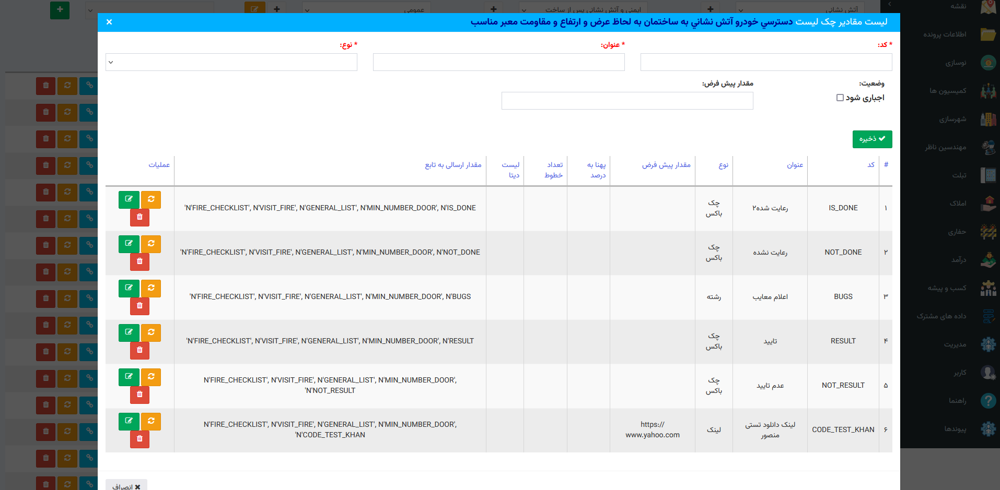 آتش نشانی
ایمنی و آتش نشانی پس از ساخت
عمومی
لیست مقادیر چک لیست دسترسي خودرو آتش نشاني به ساختمان به لحاظ عرض و ارتفاع و مقاومت معبر مناسب
* کد:
* عنوان:
* نوع:
وضعیت:
مقدار پیش فرض:
اجباری شود
ذخیره
# کد عنوان نوع مقدار پیش فرض پهنا به درصد تعداد خطوط لیست دیتا مقدار ارسالی به تابع عملیات
۱ IS_DONE رعایت شده۲ چک باکس 'N'FIRE_CHECKLIST', N'VISIT_FIRE', N'GENERAL_LIST', N'MIN_NUMBER_DOOR', N'IS_DONE
۲ NOT_DONE رعایت نشده چک باکس 'N'FIRE_CHECKLIST', N'VISIT_FIRE', N'GENERAL_LIST', N'MIN_NUMBER_DOOR', N'NOT_DONE
۳ BUGS اعلام معایب رشته 'N'FIRE_CHECKLIST', N'VISIT_FIRE', N'GENERAL_LIST', N'MIN_NUMBER_DOOR', N'BUGS
۴ RESULT تایید چک باکس 'N'FIRE_CHECKLIST', N'VISIT_FIRE', N'GENERAL_LIST', N'MIN_NUMBER_DOOR', N'RESULT
۵ NOT_RESULT عدم تایید چک باکس N'FIRE_CHECKLIST', N'VISIT_FIRE', N'GENERAL_LIST', N'MIN_NUMBER_DOOR', 'N'NOT_RESULT
۶ CODE_TEST_KHAN لینک دانلود تستی منصور لینک https://www.yahoo.com N'FIRE_CHECKLIST', N'VISIT_FIRE', N'GENERAL_LIST', N'MIN_NUMBER_DOOR', 'N'CODE_TEST_KHAN
انصراف
نقشه
اطلاعات پرونده
نوسازی
کمیسیون ها
شهرسازی
مهندسین ناظر
تبلت
املاک
حفاری
درآمد
کسب و پیشه
داده های مشترک
مدیریت
کاربر
راهنما
پیوندها